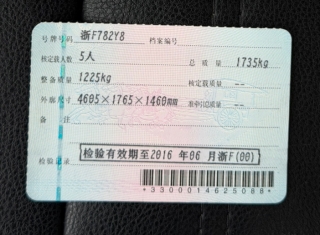 号牌号码 浙F782Y8 档案编号
核定载人数 5人 总质量 1735kg
整备质量 1225kg 核定载质量 --
外廓尺寸 4605×1765×1460mm 准牵引总质量 --
备注
检验记录 检验有效期至2016 年06 月浙F(00)
*3300014625088*